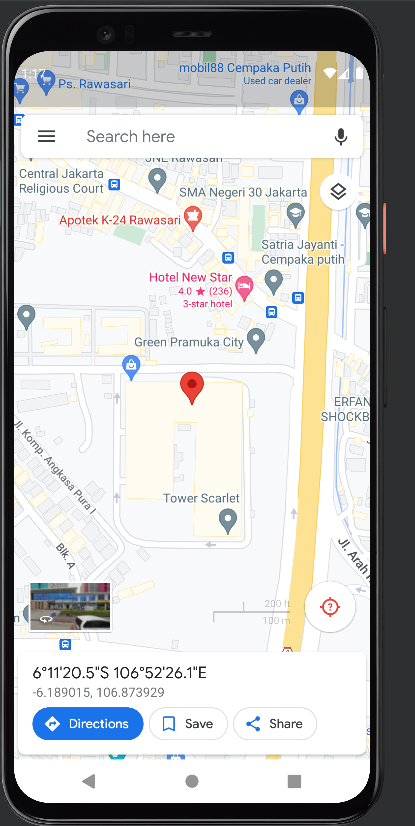 1:17
mobil88 Cempaka Putih
Used car dealer
Ps. Rawasari
Search here
JNE Rawasari
Central Jakarta
Religious Court
SMA Negeri 30 Jakarta
Apotek K-24 Rawasari
Satria Jayanti -
Cempaka putih
Hotel New Star
4.0 ★ (236)
3-star hotel
Green Pramuka City
ERFAN
SHOCKB
Jl. Komp. Angkasa Pura I
Tower Scarlet
Blk. A
Jl. Arah
200 ft
100 m
6°11'20.5"S 106°52'26.1"E
-6.189015, 106.873929
Directions
Save
Share